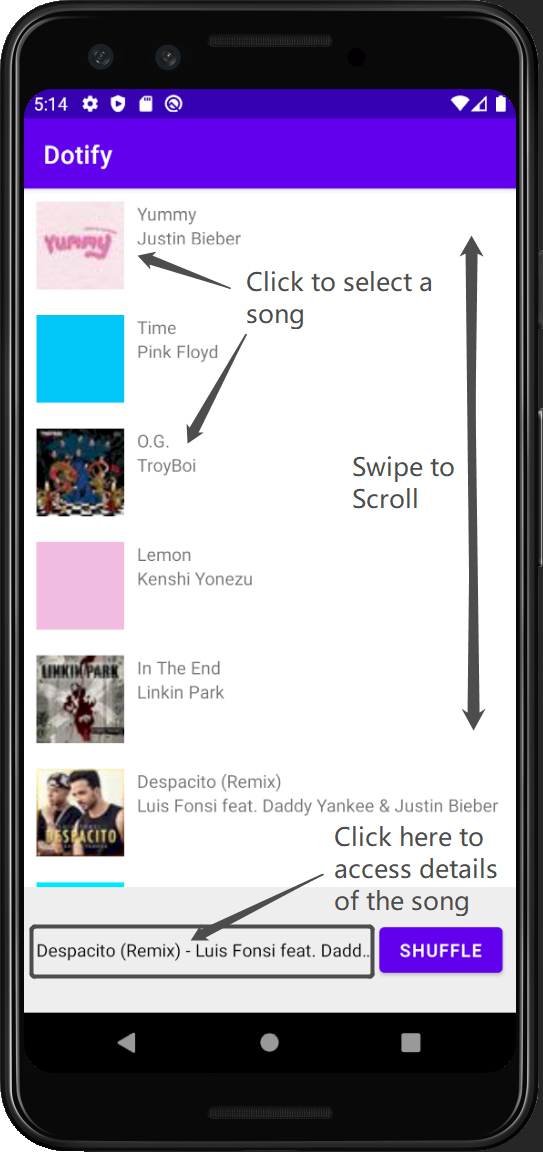 5:14
Dotify
Yummy
Yummy
Justin Bieber
Click to select a
song
Time
Pink Floyd
O.G.
TroyBoi
Swipe to
Scroll
Lemon
Kenshi Yonezu
LINKIN PARK
In The End
Linkin Park
DESPACITO
Despacito (Remix)
Luis Fonsi feat. Daddy Yankee & Justin Bieber
Click here to
access details
of the song
Despacito (Remix) - Luis Fonsi feat. Dadd..
SHUFFLE